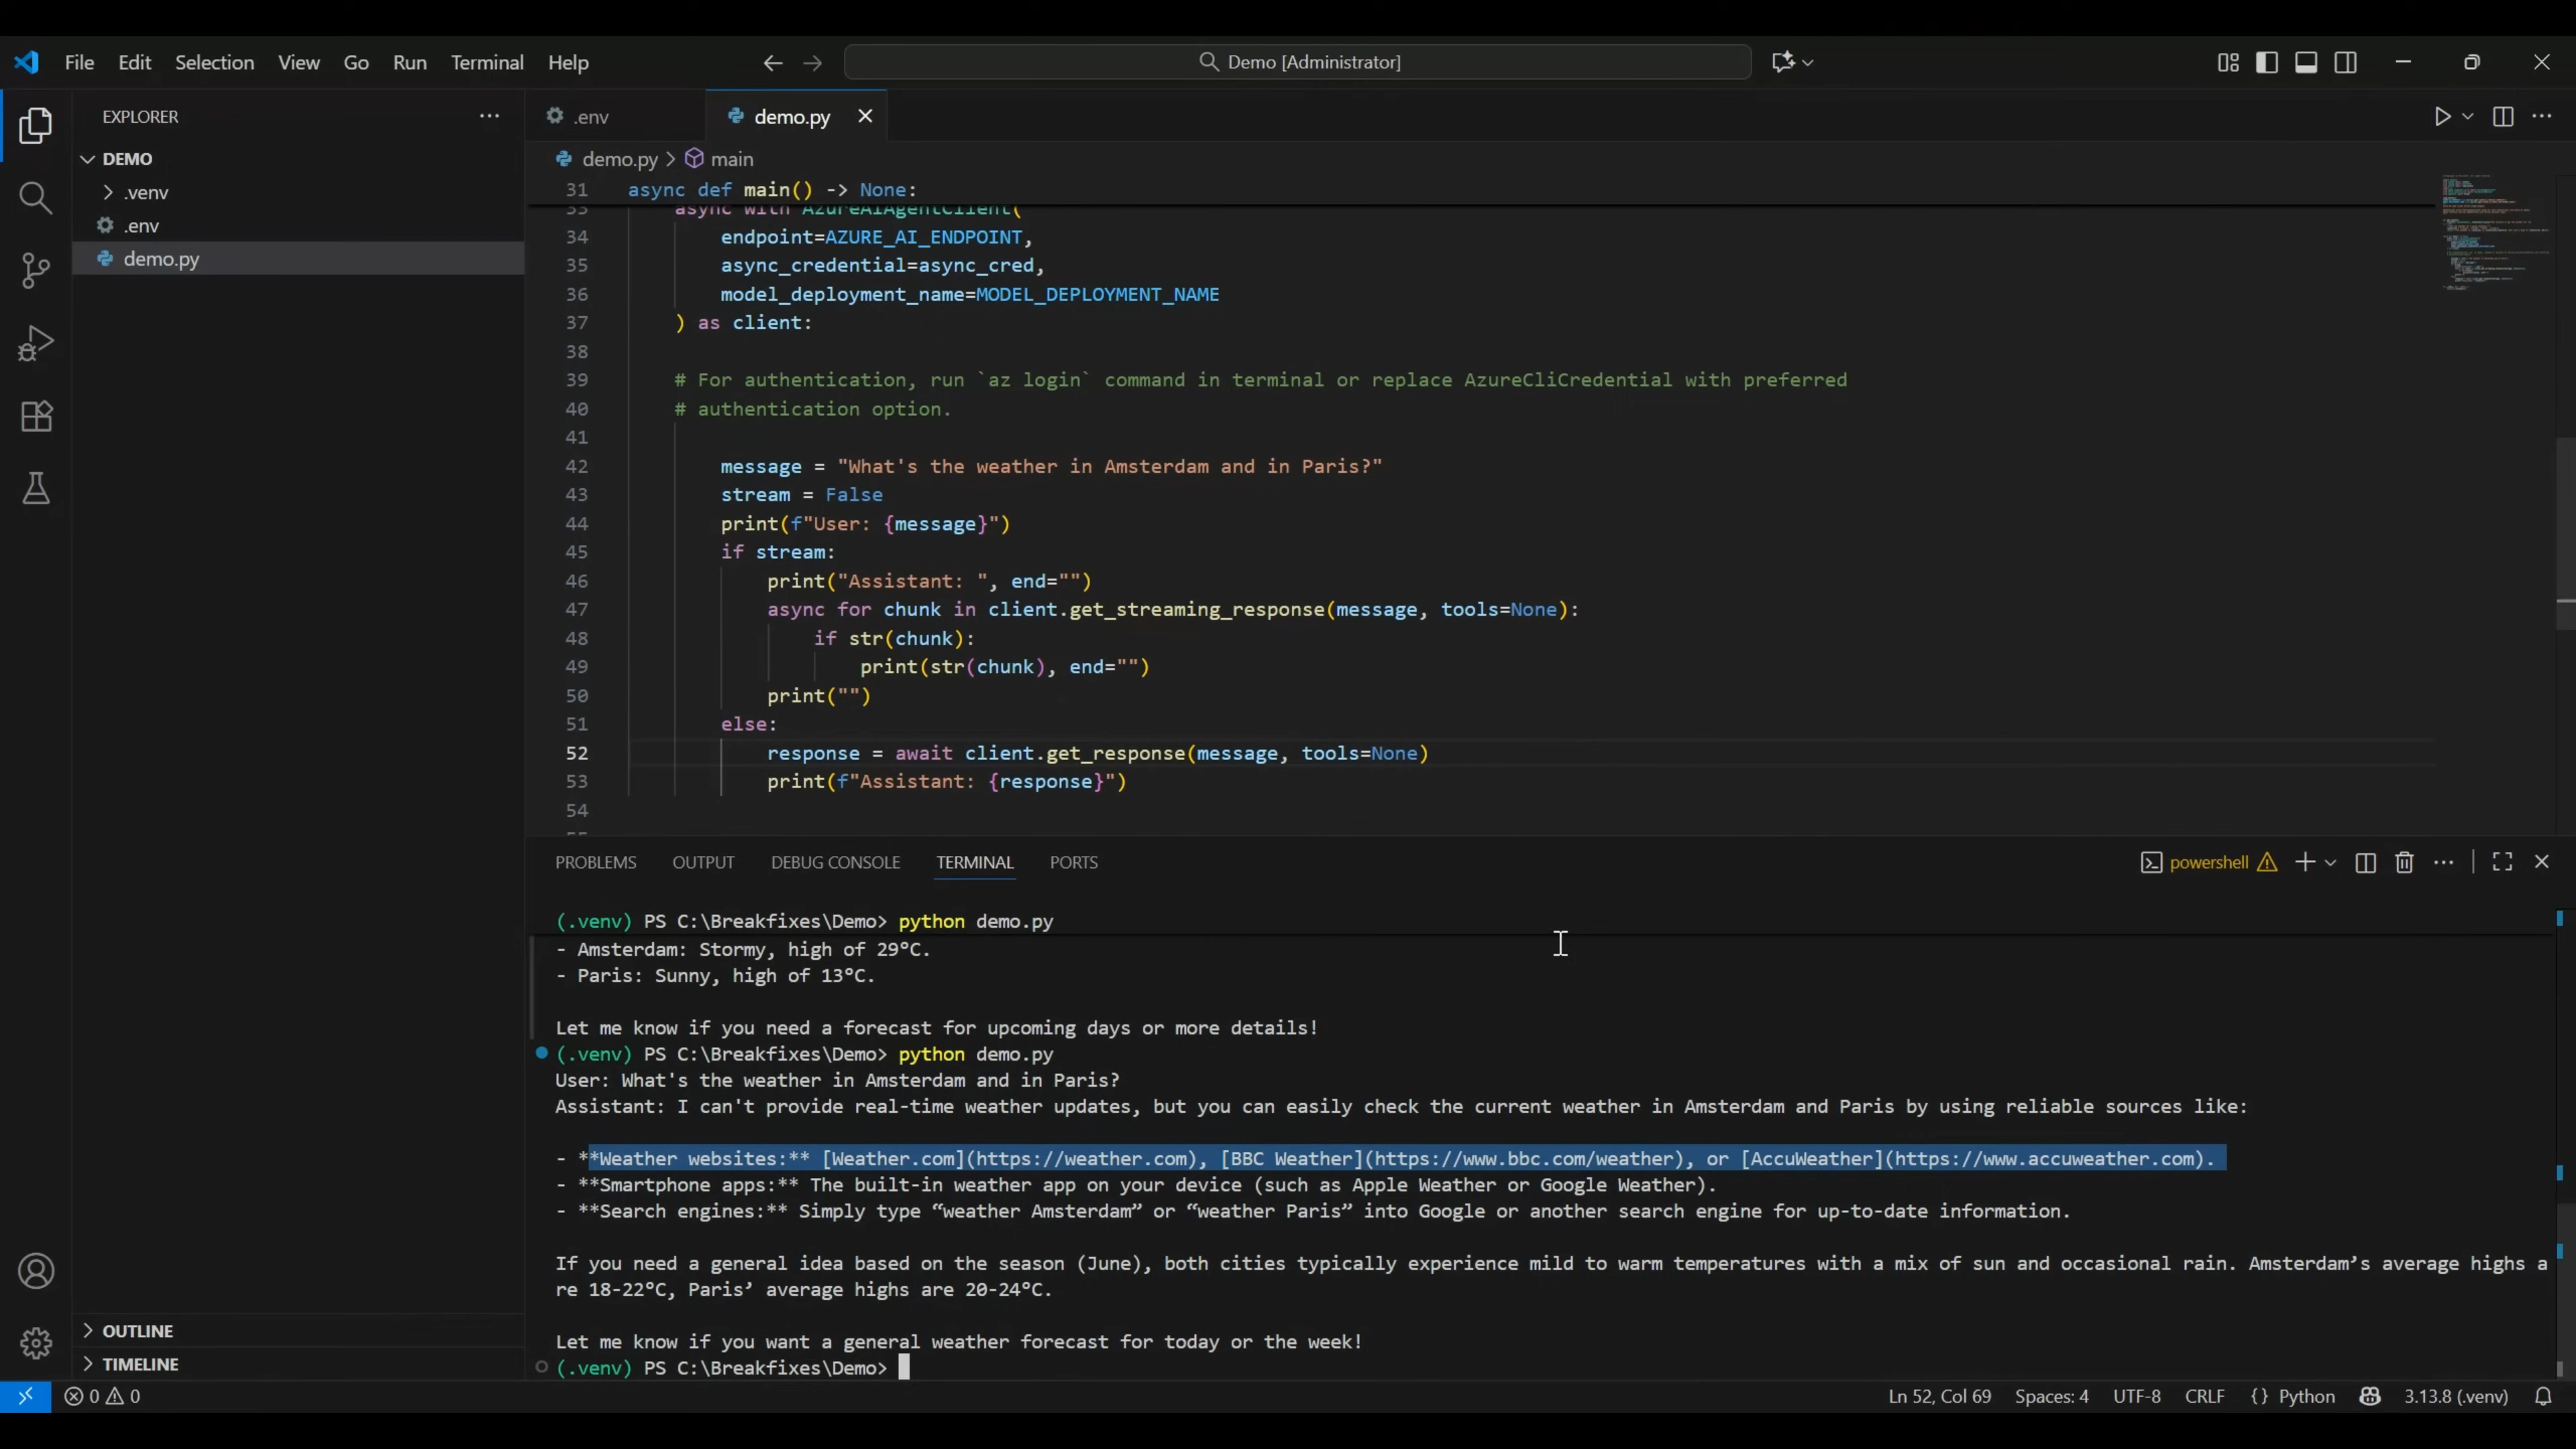 File Edit Selection View Go Run Terminal Help
Demo [Administrator]
EXPLORER
.env
demo.py
DEMO
demo.py > main
.venv
.env
demo.py
31 async def main() -> None:
33 async with AzureAIAgentClient(
34 endpoint=AZURE_AI_ENDPOINT,
35 async_credential=async_cred,
36 model_deployment_name=MODEL_DEPLOYMENT_NAME
37 ) as client:
38
39 # For authentication, run `az login` command in terminal or replace AzureCliCredential with preferred
40 # authentication option.
41
42 message = "What's the weather in Amsterdam and in Paris?"
43 stream = False
44 print(f"User: {message}")
45 if stream:
46 print("Assistant: ", end="")
47 async for chunk in client.get_streaming_response(message, tools=None):
48 if str(chunk):
49 print(str(chunk), end="")
50 print("")
51 else:
52 response = await client.get_response(message, tools=None)
53 print(f"Assistant: {response}")
54
55
PROBLEMS OUTPUT DEBUG CONSOLE TERMINAL PORTS
powershell
(.venv) PS C:\Breakfixes\Demo> python demo.py
- Amsterdam: Stormy, high of 29°C.
- Paris: Sunny, high of 13°C.
Let me know if you need a forecast for upcoming days or more details!
(.venv) PS C:\Breakfixes\Demo> python demo.py
User: What's the weather in Amsterdam and in Paris?
Assistant: I can't provide real-time weather updates, but you can easily check the current weather in Amsterdam and Paris by using reliable sources like:
- **Weather websites:** [Weather.com](https://weather.com), [BBC Weather](https://www.bbc.com/weather), or [AccuWeather](https://www.accuweather.com).
- **Smartphone apps:** The built-in weather app on your device (such as Apple Weather or Google Weather).
- **Search engines:** Simply type “weather Amsterdam” or “weather Paris” into Google or another search engine for up-to-date information.
If you need a general idea based on the season (June), both cities typically experience mild to warm temperatures with a mix of sun and occasional rain. Amsterdam’s average highs a
re 18-22°C, Paris’ average highs are 20-24°C.
Let me know if you want a general weather forecast for today or the week!
(.venv) PS C:\Breakfixes\Demo>
OUTLINE
TIMELINE
0 0
Ln 52, Col 69 Spaces: 4 UTF-8 CRLF {} Python 3.13.8 (.venv)